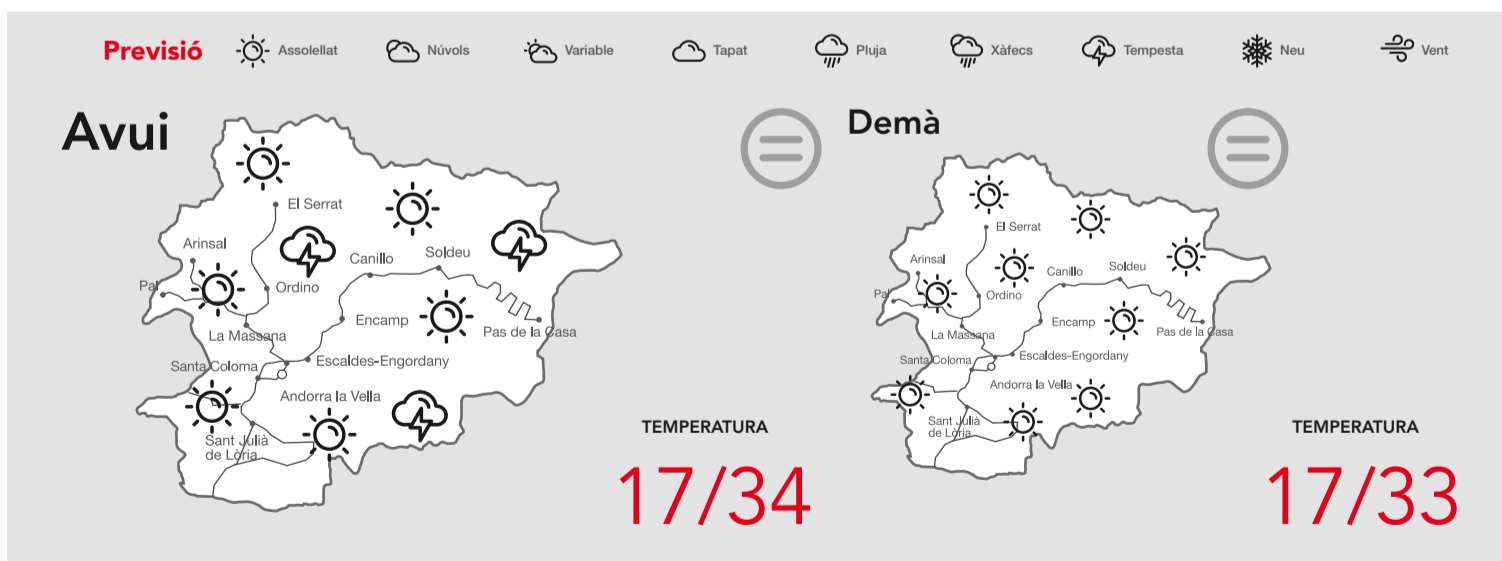 Previsió
Assolellat
Núvols
Variable
Tapat
Pluja
Xàfecs
Tempesta
Neu
Vent
Avui
El Serrat
Arinsal
Soldeu
Canillo
Pal
Ordino
Encamp
La Massana
Pas de la Casa
Santa Coloma
Escaldes-Engordany
Andorra la Vella
Sant Julià
de Lòria
TEMPERATURA
17/34
Demà
El Serrat
Arinsal
Soldeu
Canillo
Pal
Ordino
Encamp
La Massana
Pas de la Casa
Santa Coloma
Escaldes-Engordany
Andorra la Vella
Sant Julià
de Lòria
TEMPERATURA
17/33